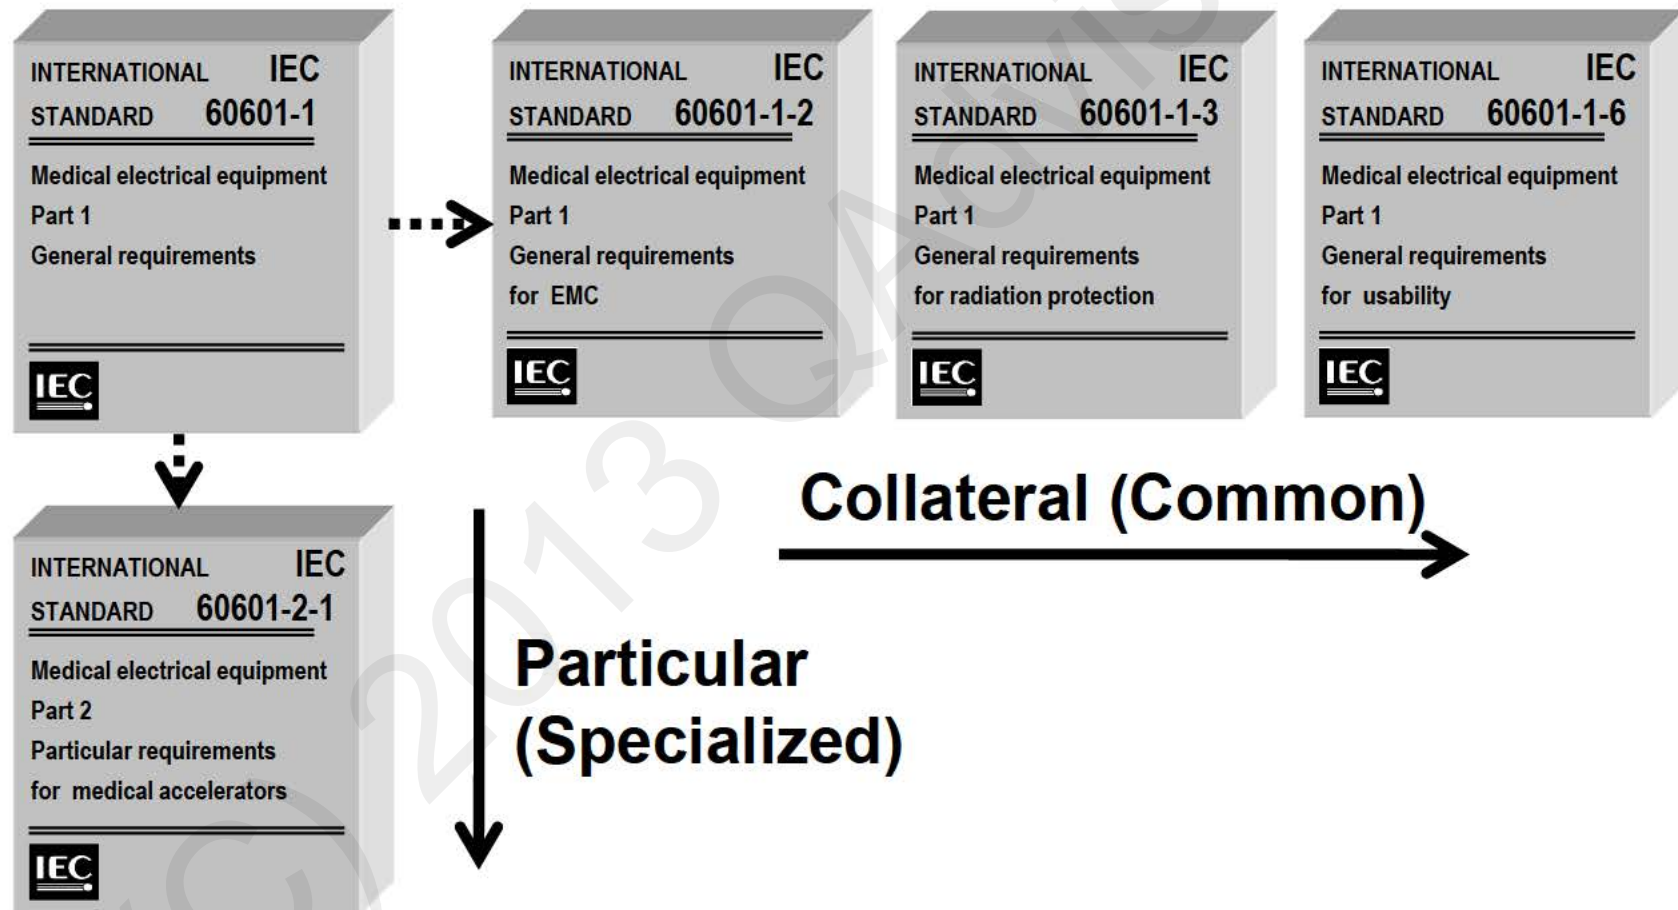 INTERNATIONAL IEC
STANDARD 60601-1
Medical electrical equipment
Part 1
General requirements
IEC
INTERNATIONAL IEC
STANDARD 60601-1-2
Medical electrical equipment
Part 1
General requirements
for EMC
IEC
INTERNATIONAL IEC
STANDARD 60601-1-3
Medical electrical equipment
Part 1
General requirements
for radiation protection
IEC
INTERNATIONAL IEC
STANDARD 60601-1-6
Medical electrical equipment
Part 1
General requirements
for usability
IEC
Collateral (Common)
INTERNATIONAL IEC
STANDARD 60601-2-1
Medical electrical equipment
Part 2
Particular requirements
for medical accelerators
IEC
Particular
(Specialized)
2013 QAdvis